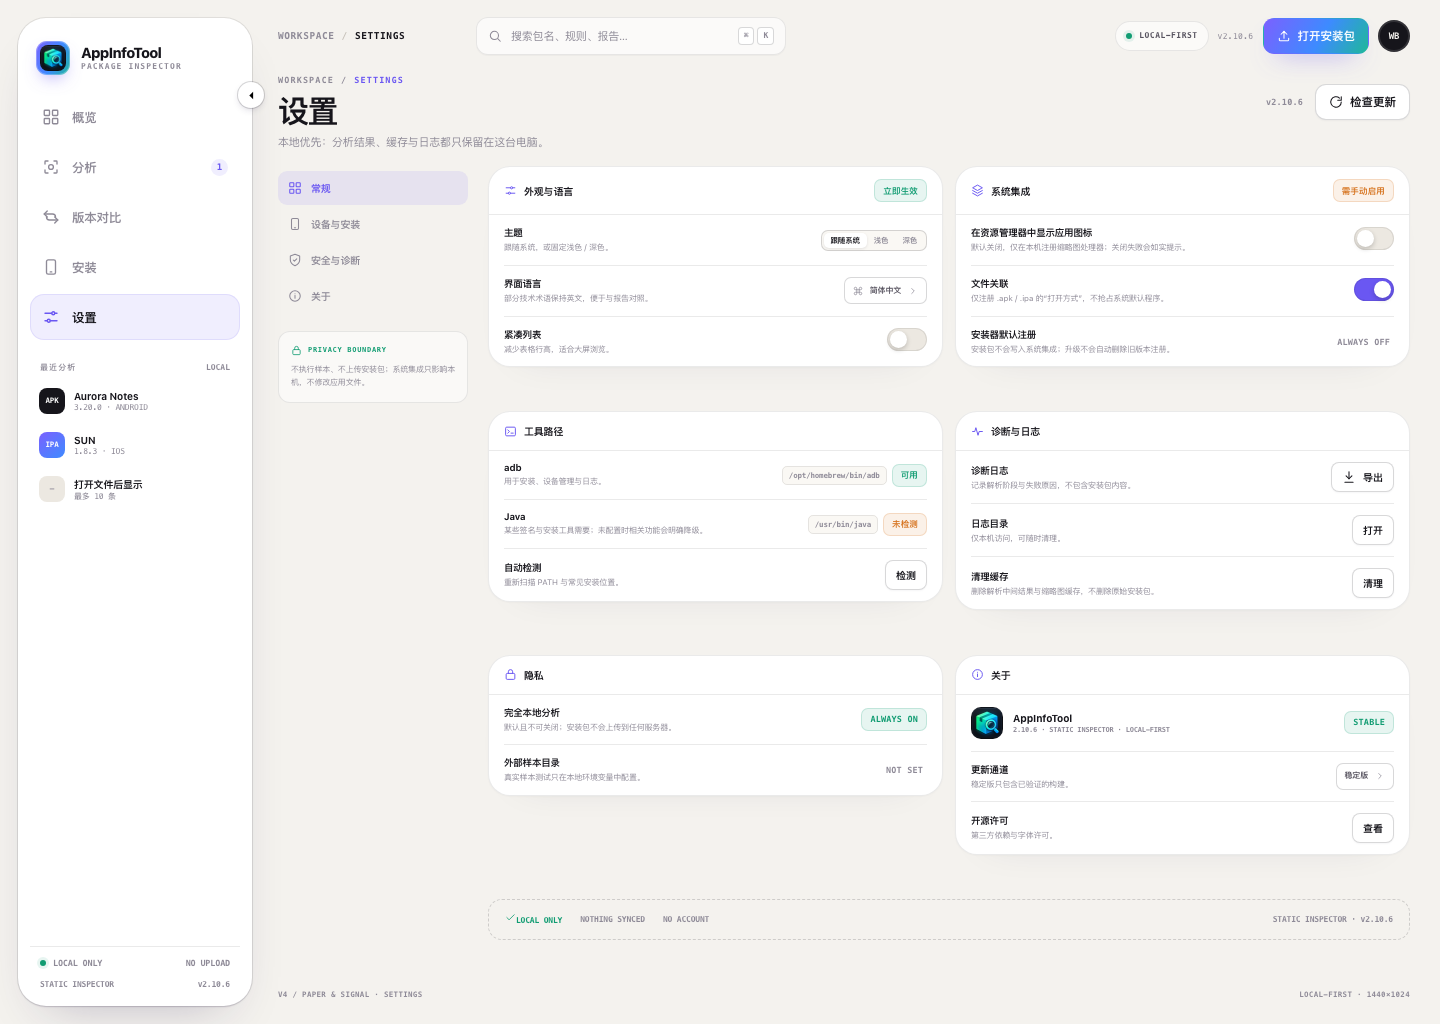 AppInfoTool
PACKAGE INSPECTOR
概览
分析
1
版本对比
安装
设置
最近分析
LOCAL
APK
Aurora Notes
3.20.0 · ANDROID
IPA
SUN
1.8.3 · IOS
打开文件后显示
最多 10 条
LOCAL ONLY
NO UPLOAD
STATIC INSPECTOR
v2.10.6
WORKSPACE / SETTINGS
搜索包名、规则、报告...
⌘ K
LOCAL-FIRST
v2.10.6
打开安装包
WB
WORKSPACE / SETTINGS
设置
本地优先：分析结果、缓存与日志都只保留在这台电脑。
v2.10.6
检查更新
常规
设备与安装
安全与诊断
关于
PRIVACY BOUNDARY
不执行样本、不上传安装包；系统集成只影响本
机，不修改应用文件。
外观与语言
立即生效
主题
跟随系统，或固定浅色 / 深色。
跟随系统 浅色 深色
界面语言
部分技术术语保持英文，便于与报告对照。
⌘ 简体中文
紧凑列表
减少表格行高，适合大屏浏览。
系统集成
需手动启用
在资源管理器中显示应用图标
默认关闭，仅在本机注册缩略图处理器；关闭失败会如实提示。
文件关联
仅注册 .apk / .ipa 的“打开方式”，不抢占系统默认程序。
安装器默认注册
安装包不会写入系统集成；升级不会自动删除旧版本注册。
ALWAYS OFF
工具路径
adb
用于安装、设备管理与日志。
/opt/homebrew/bin/adb
可用
Java
某些签名与安装工具需要；未配置时相关功能会明确降级。
/usr/bin/java
未检测
自动检测
重新扫描 PATH 与常见安装位置。
检测
诊断与日志
诊断日志
记录解析阶段与失败原因，不包含安装包内容。
导出
日志目录
仅本机访问，可随时清理。
打开
清理缓存
删除解析中间结果与缩略图缓存，不删除原始安装包。
清理
隐私
完全本地分析
默认且不可关闭；安装包不会上传到任何服务器。
ALWAYS ON
外部样本目录
真实样本测试只在本地环境变量中配置。
NOT SET
关于
AppInfoTool
2.10.6 · STATIC INSPECTOR · LOCAL-FIRST
STABLE
更新通道
稳定版只包含已验证的构建。
稳定版
开源许可
第三方依赖与字体许可。
查看
LOCAL ONLY
NOTHING SYNCED
NO ACCOUNT
STATIC INSPECTOR · v2.10.6
V4 / PAPER & SIGNAL · SETTINGS
LOCAL-FIRST · 1440×1024